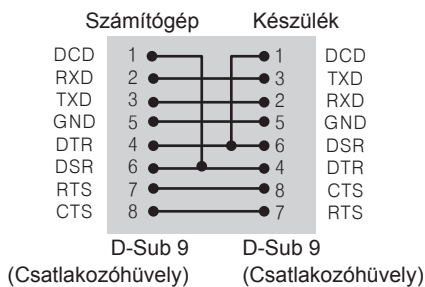 Számítógép Készülék
DCD 1 1 DCD
RXD 2 3 TXD
TXD 3 2 RXD
GND 5 5 GND
DTR 4 6 DSR
DSR 6 4 DTR
RTS 7 8 CTS
CTS 8 7 RTS
D-Sub 9 D-Sub 9
(Csatlakozóhüvely) (Csatlakozóhüvely)